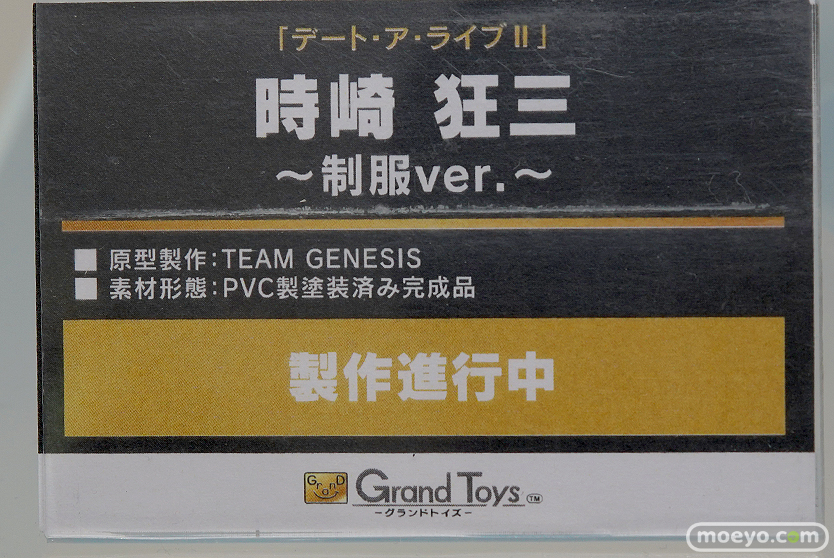 「デート・ア・ライブⅡ」
時崎 狂三
～制服ver.～
■ 原型製作:TEAM GENESIS
■ 素材形態:PVC製塗装済み完成品
製作進行中
GranD
Grand Toys TM
-グランドトイズ-
moeyo.com